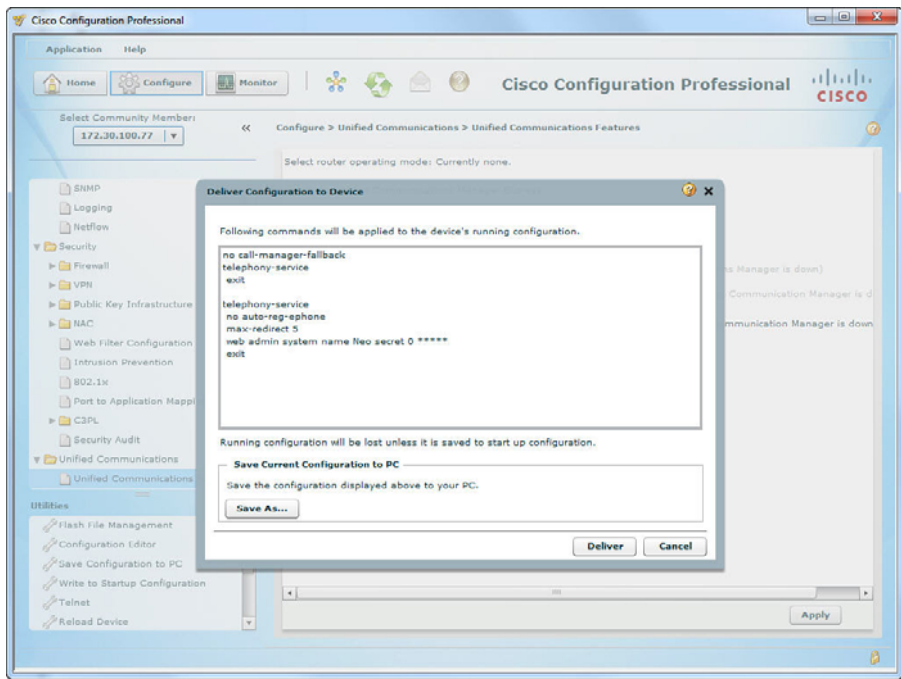 Cisco Configuration Professional
Application Help
Home Configure Monitor
Cisco Configuration Professional
CISCO
Select Community Member:
172.30.100.77
Configure > Unified Communications > Unified Communications Features
Select router operating mode: Currently none.
SNMP
Logging
Netflow
Security
Firewall
VPN
Public Key Infrastructure
NAC
Web Filter Configuration
Intrusion Prevention
802.1x
Port to Application Mappi
C3PL
Security Audit
Unified Communications
Unified Communications
Utilities
Flash File Management
Configuration Editor
Save Configuration to PC
Write to Startup Configuration
Telnet
Reload Device
Deliver Configuration to Device
Following commands will be applied to the device's running configuration.
no call-manager-fallback
telephony-service
exit
telephony-service
no auto-reg-ephone
max-redirect 5
web admin system name Neo secret 0 *****
exit
Running configuration will be lost unless it is saved to start up configuration.
Save Current Configuration to PC
Save the configuration displayed above to your PC.
Save As...
Deliver Cancel
ns Manager is down)
Communication Manager is d
mmunication Manager is down
Apply